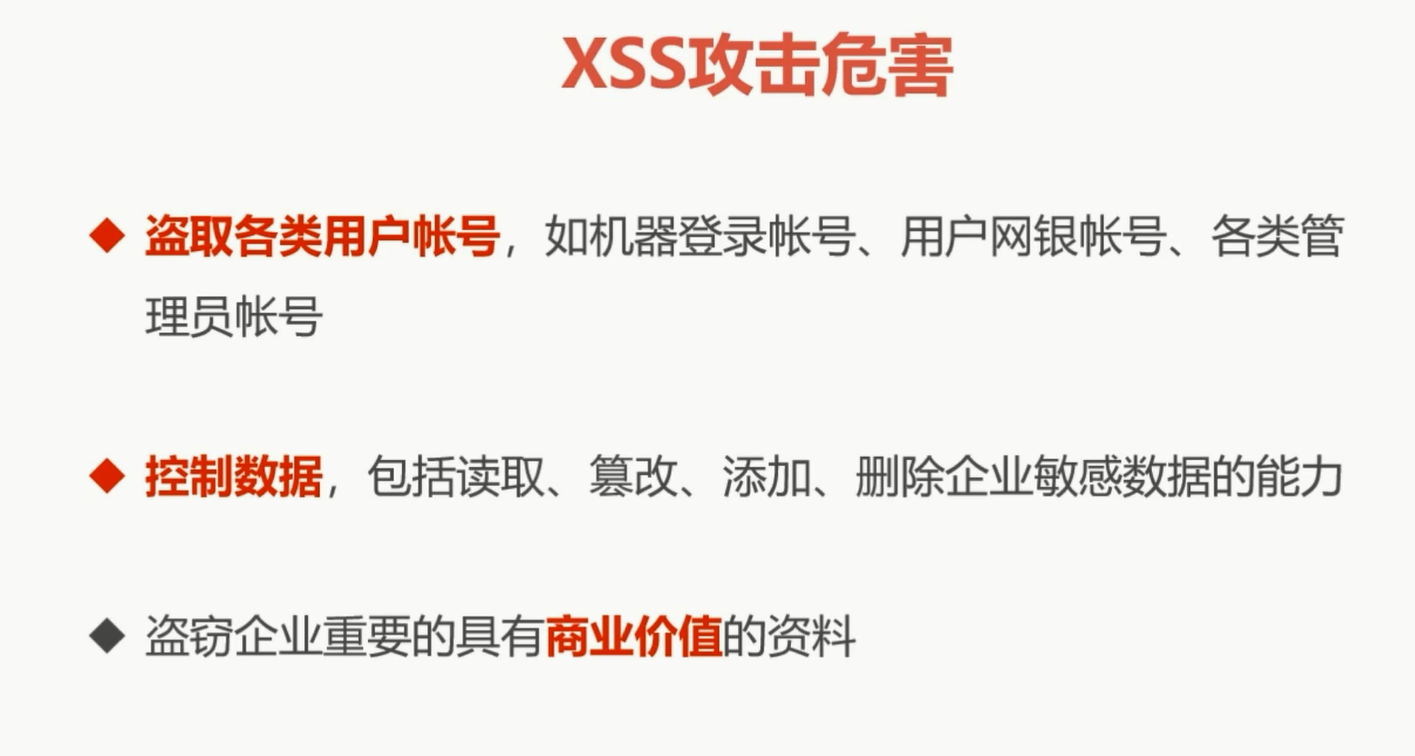 XSS攻击危害
◆ 盗取各类用户帐号，如机器登录帐号、用户网银帐号、各类管
理员帐号
◆ 控制数据，包括读取、篡改、添加、删除企业敏感数据的能力
◆ 盗窃企业重要的具有商业价值的资料